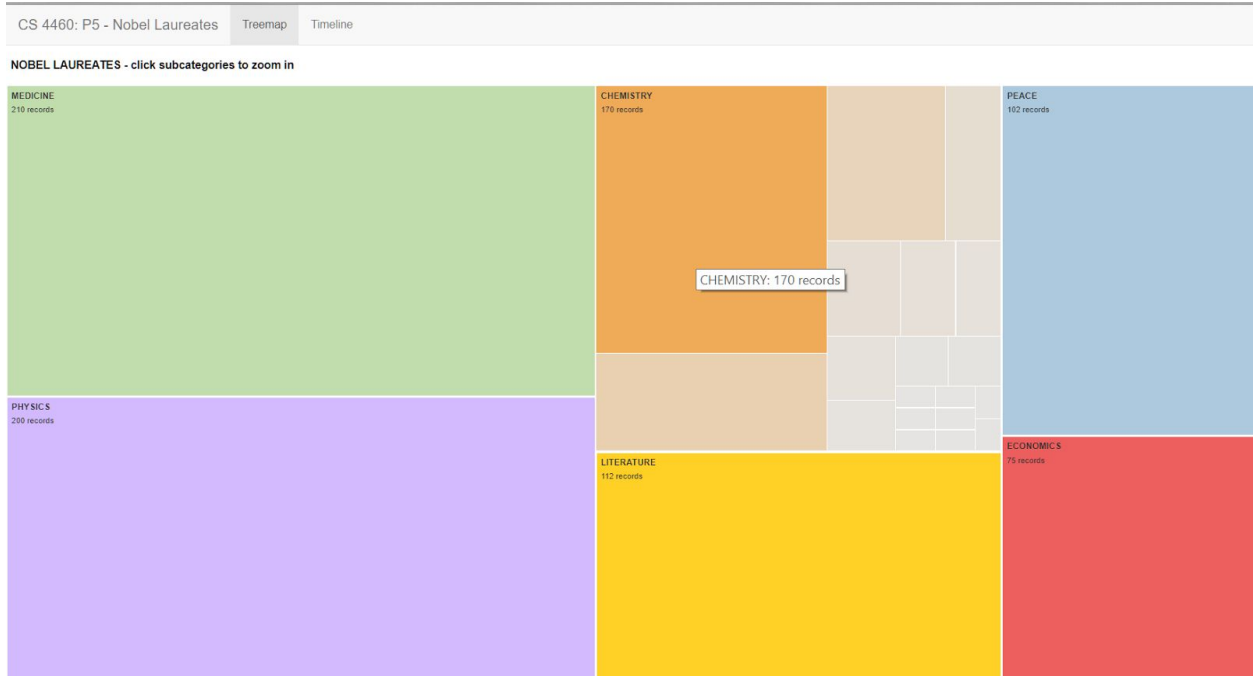 CS 4460: P5 - Nobel Laureates Treemap Timeline
NOBEL LAUREATES - click subcategories to zoom in
MEDICINE
210 records
CHEMISTRY
170 records
PEACE
102 records
CHEMISTRY: 170 records
PHYSICS
200 records
LITERATURE
112 records
ECONOMICS
75 records